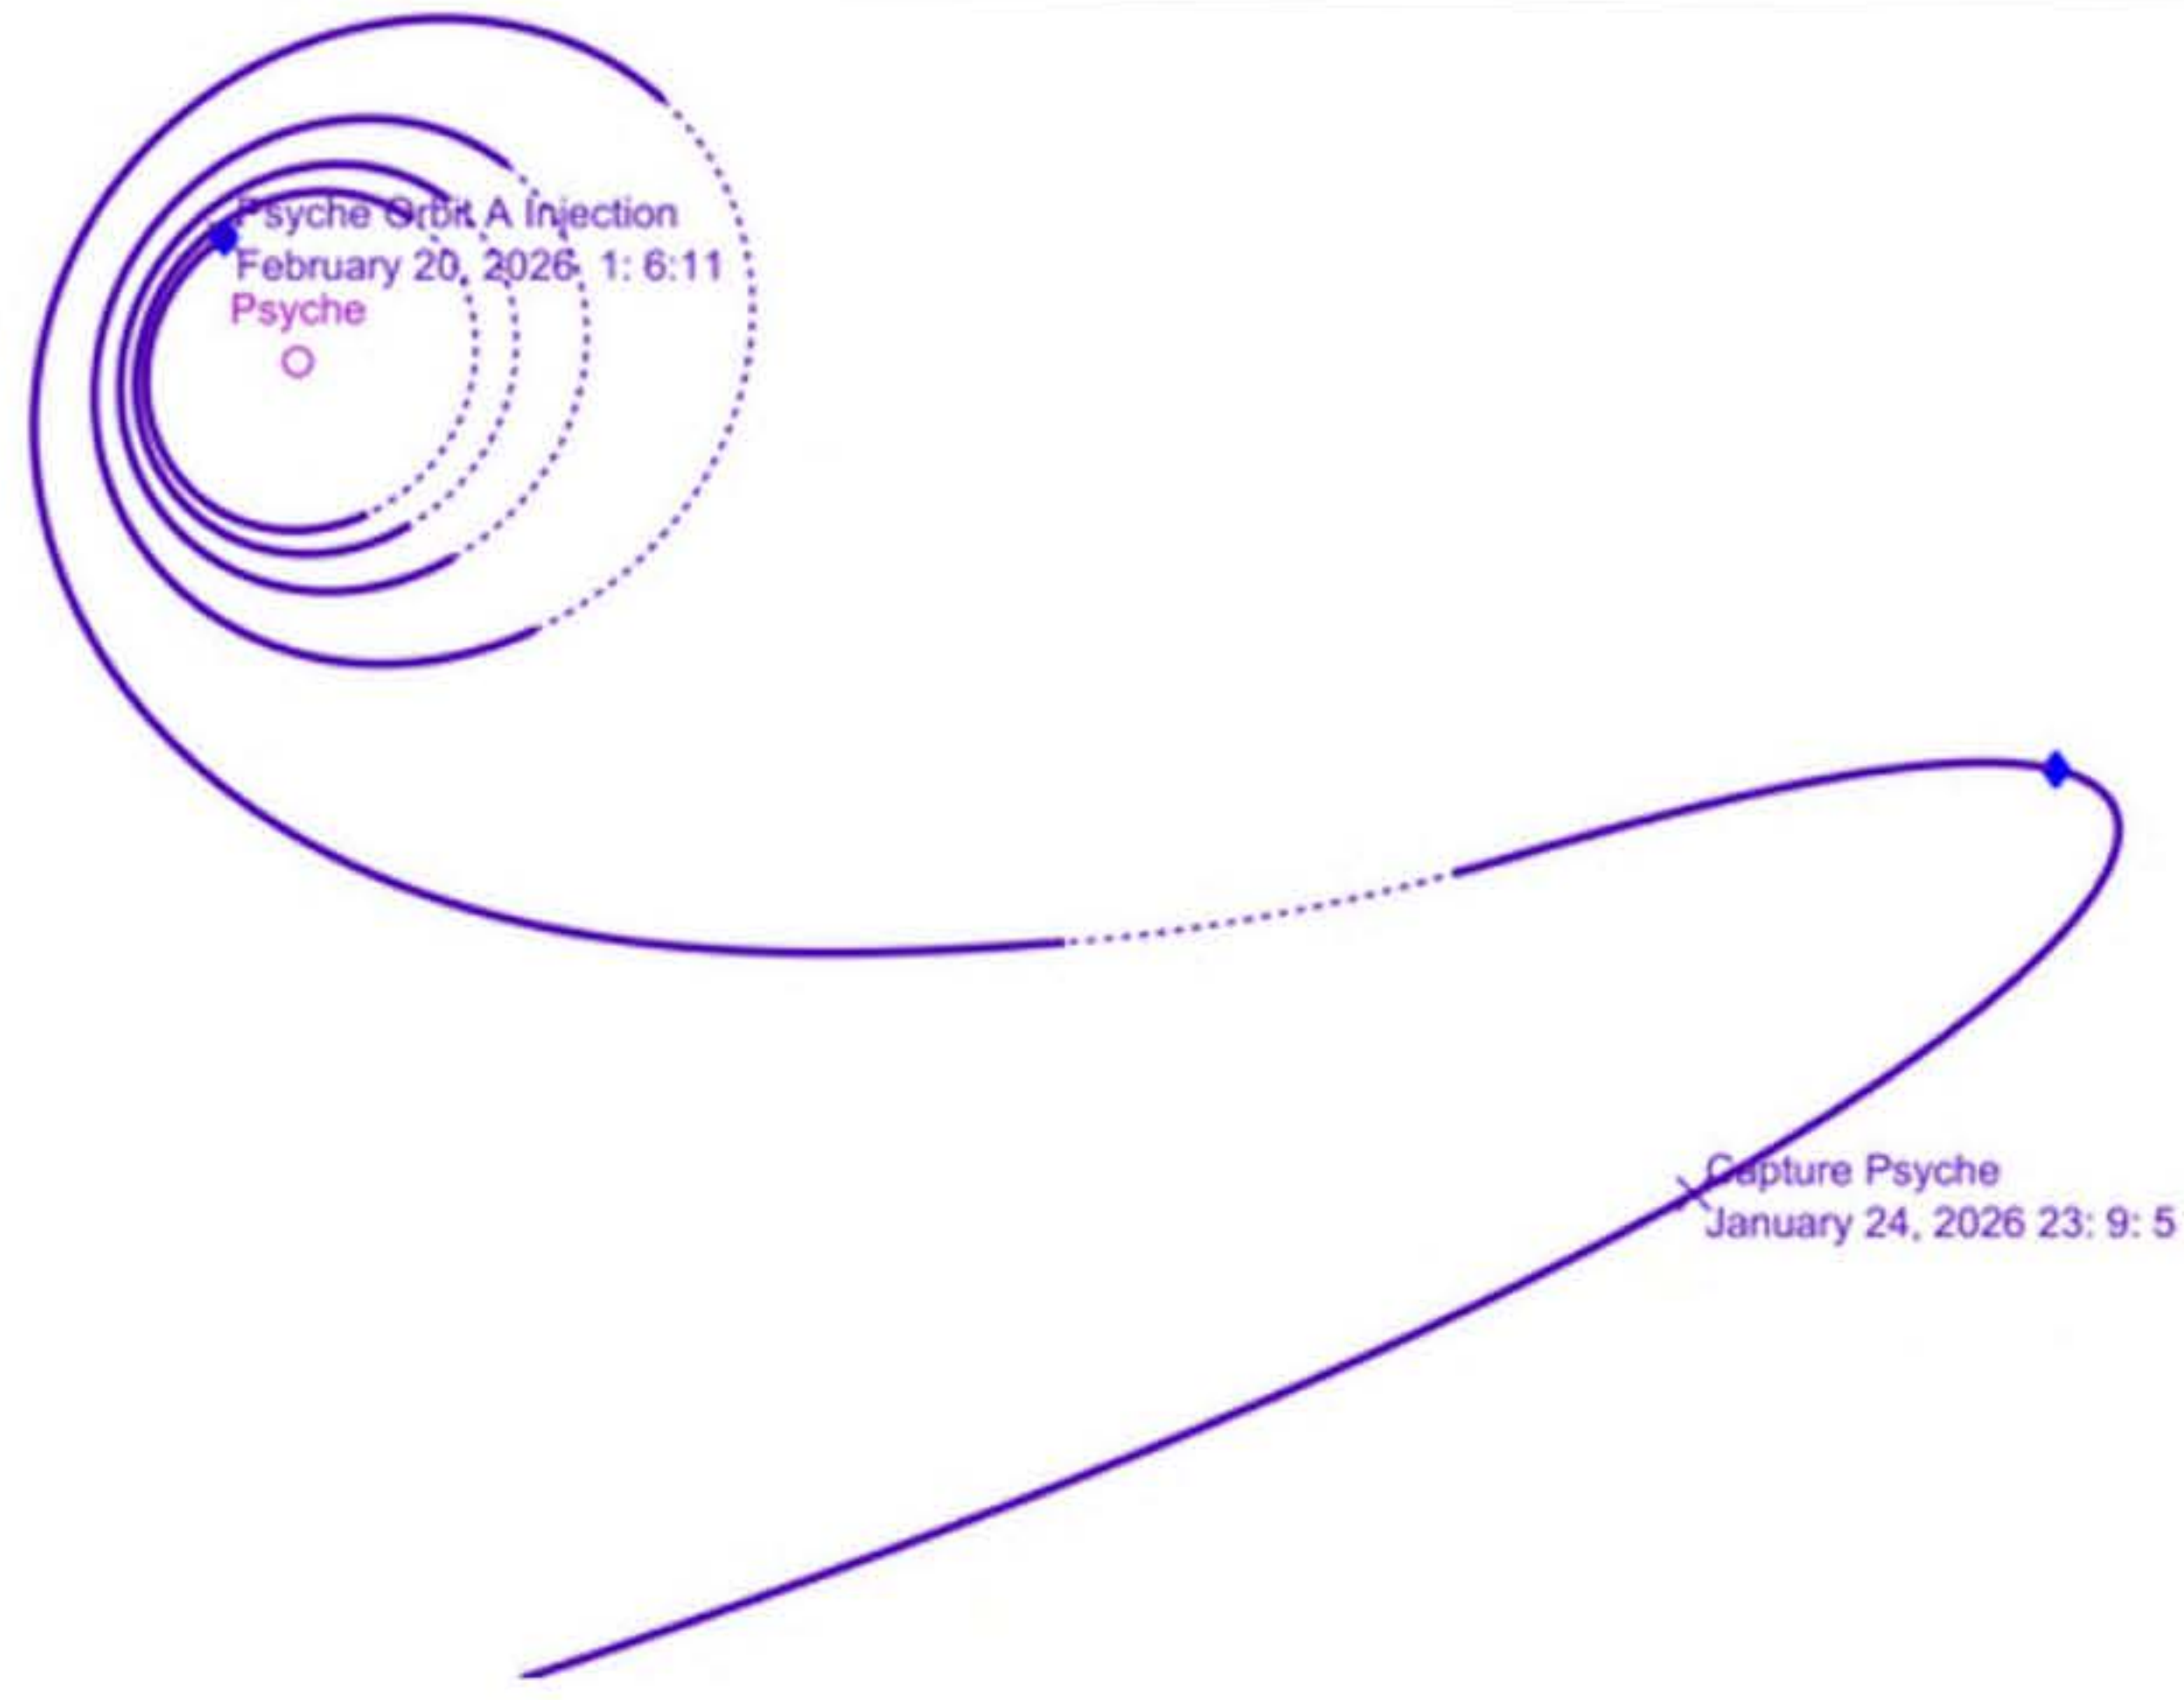 Psyche Orbit A Injection
February 20, 2026 1: 6:11
Psyche
Capture Psyche
January 24, 2026 23: 9: 5